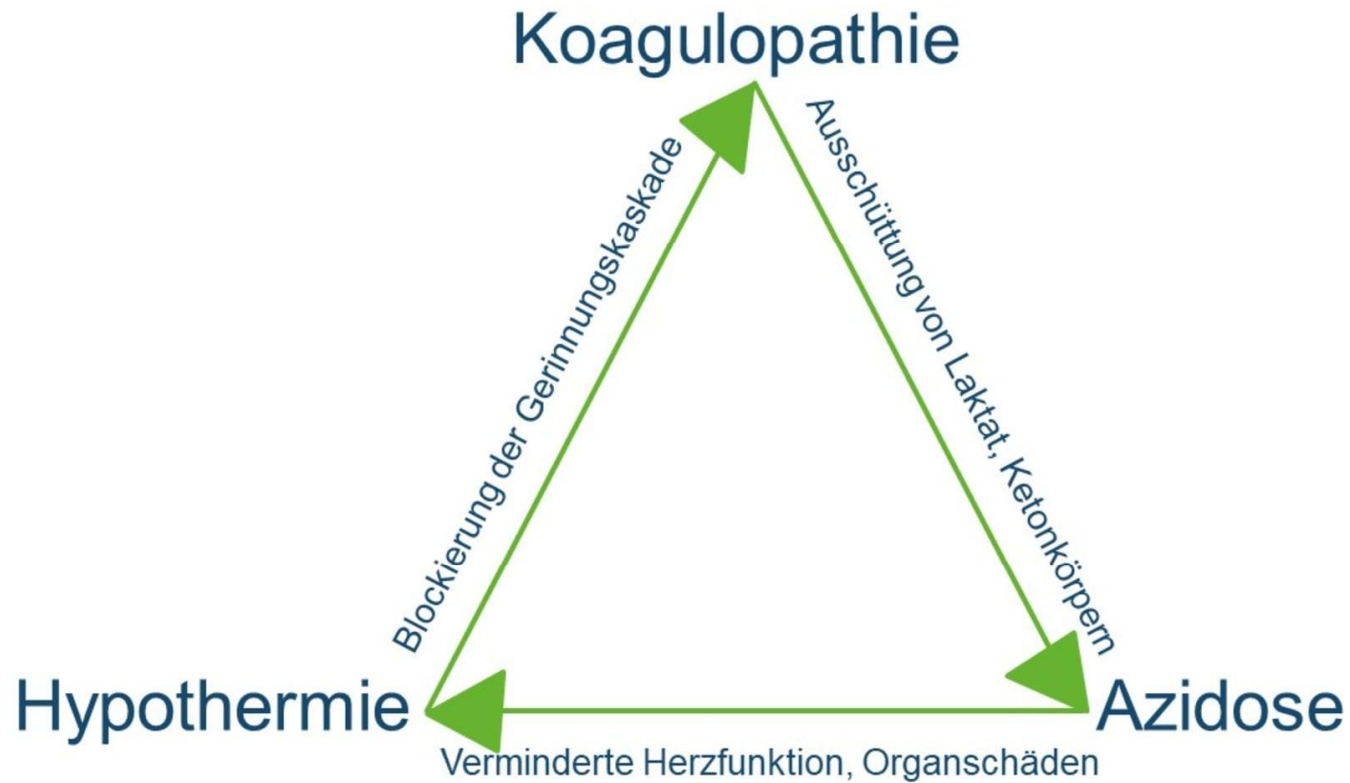 Koagulopathie
Blockierung der Gerinnungskaskade
Ausschüttung von Laktat, Ketonkörpern
Hypothermie
Azidose
Verminderte Herzfunktion, Organschäden